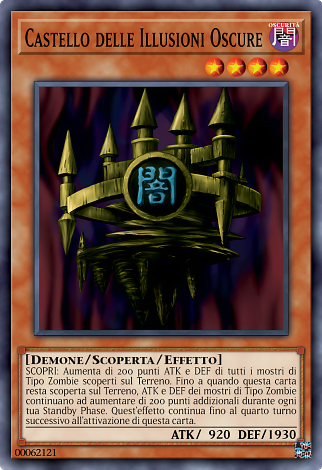 Castello delle Illusioni Oscure
OSCURITÀ
闇
闇
[Demone/Scoperta/Effetto]
SCOPRI: Aumenta di 200 punti ATK e DEF di tutti i mostri di
Tipo Zombie scoperti sul Terreno. Fino a quando questa carta
resta scoperta sul Terreno, ATK e DEF dei mostri di Tipo Zombie
continuano ad aumentare di 200 punti addizionali durante ogni
tua Standby Phase. Quest'effetto continua fino al quarto turno
successivo all'attivazione di questa carta.
ATK/ 920 DEF/1930
00062121